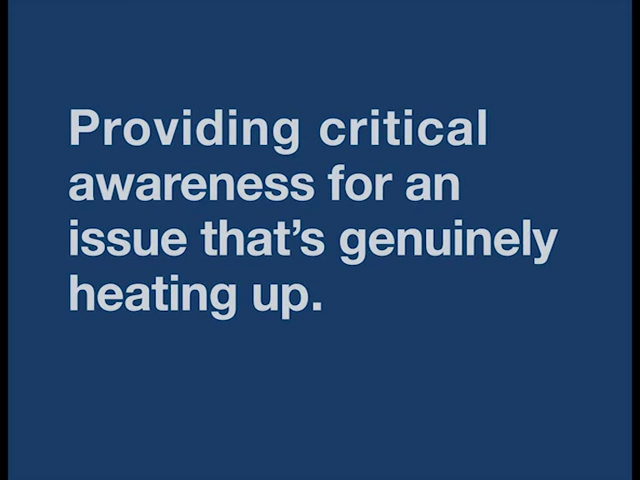 Providing critical
awareness for an
issue that’s genuinely
heating up.